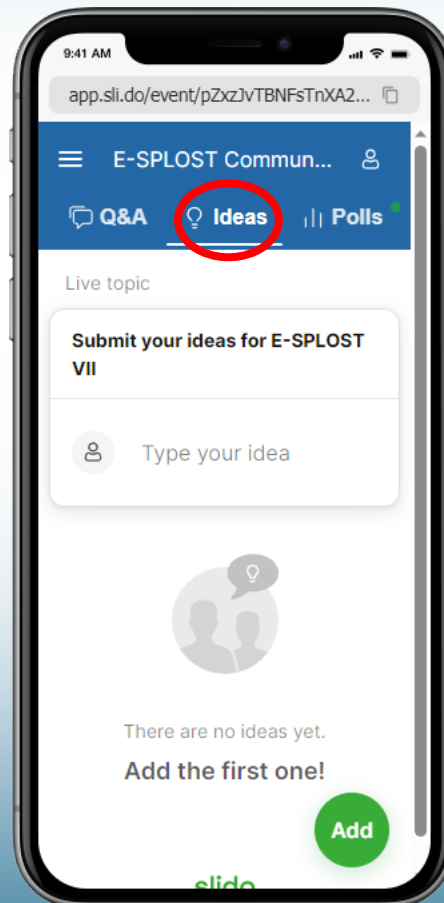 9:41 AM
app.sli.do/event/pZxzJvTBNFsTnXA2...
E-SPLOST Commun...
Q&A Ideas Polls
Live topic
Submit your ideas for E-SPLOST
VII
Type your idea
There are no ideas yet.
Add the first one!
Add
slido